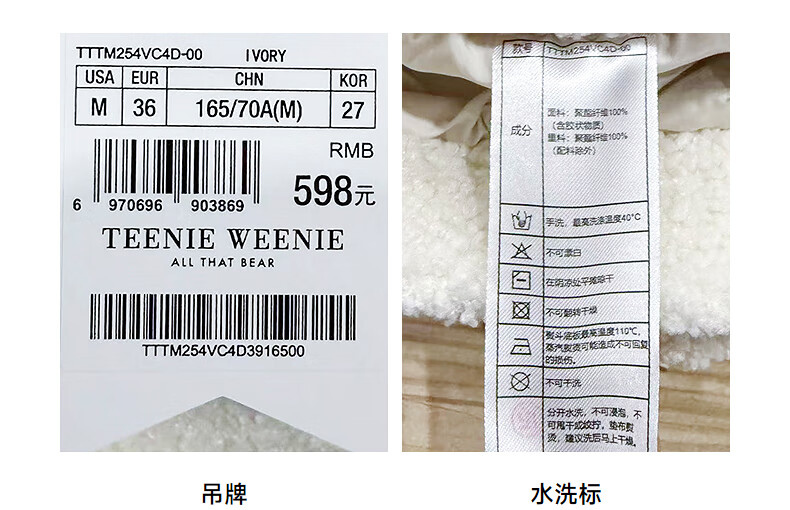 TTTM254VC4D-00 IVORY
USA EUR CHN KOR
M 36 165/70A(M) 27
RMB
598元
6 970696 903869
TEENIE WEENIE
ALL THAT BEAR
TTTM254VC4D3916500
吊牌
款号 TTTM254VC4D-00
成分
面料：聚酯纤维100%
（含胶状物质）
里料：聚酯纤维100%
（配料除外）
手洗，最高洗涤温度40°C
不可漂白
在阴凉处平摊晾干
不可翻转干燥
熨斗底板最高温度110℃，
蒸汽熨烫可能造成不可回复
的损伤。
不可干洗
分开水洗，不可浸泡，不
可甩干或绞拧，垫布熨
烫，建议洗后马上干燥。
水洗标